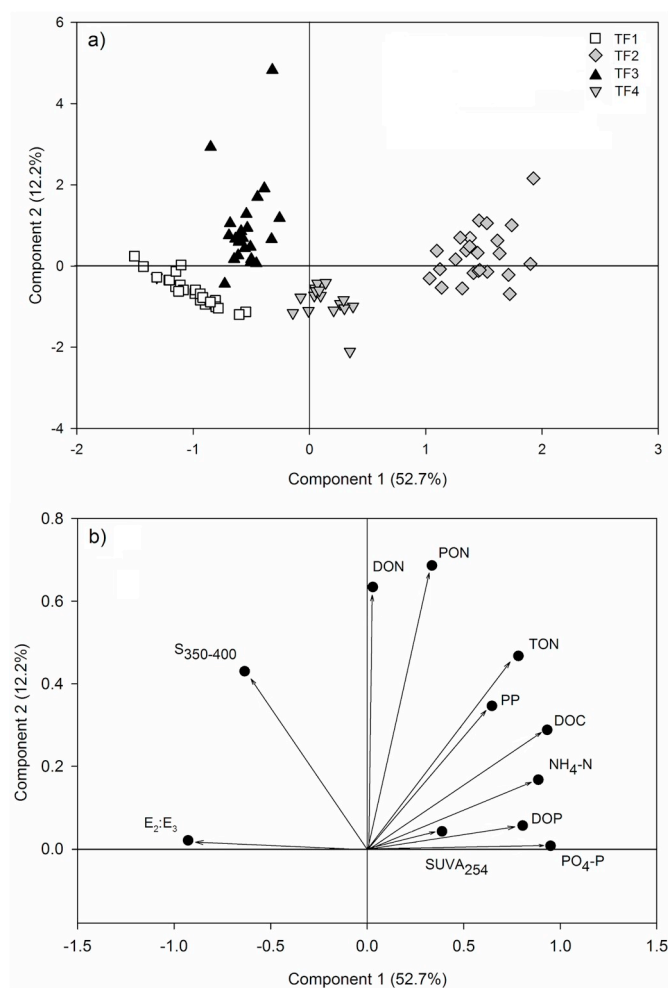 a)
TF1
TF2
TF3
TF4
6
4
2
0
-2
-4
-2
-1
0
1
2
3
Component 2 (12.2%)
Component 1 (52.7%)
b)
0.8
0.6
0.4
0.2
0.0
-1.5
-1.0
-0.5
0.0
0.5
1.0
1.5
DON
PON
S350-400
TON
PP
DOC
NH4-N
E2:E3
DOP
SUVA254
PO4-P
Component 2 (12.2%)
Component 1 (52.7%)